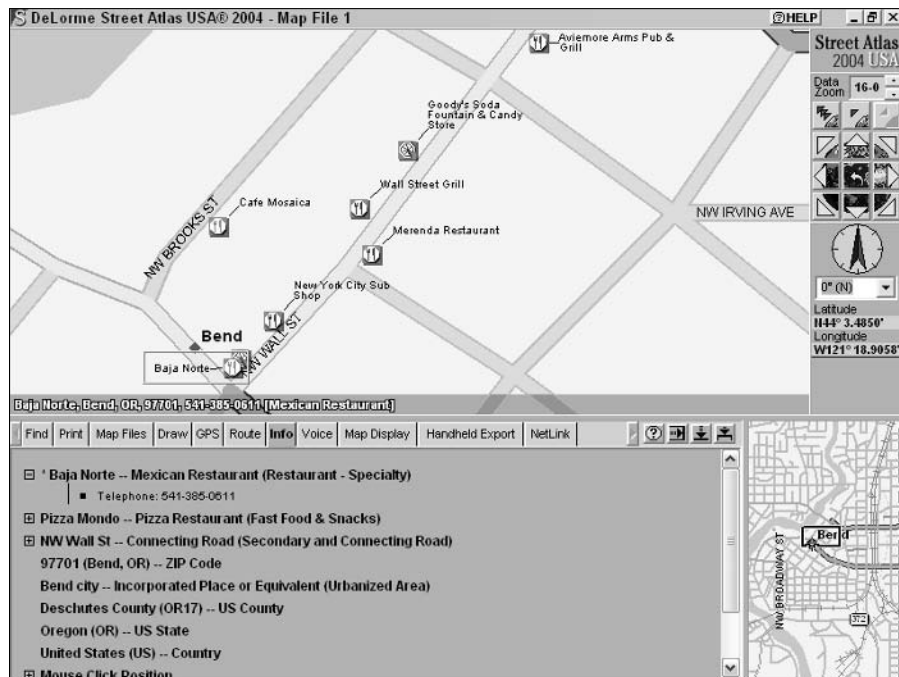 DeLorme Street Atlas USA® 2004 - Map File 1
HELP
Street Atlas
2004 USA
Data
Zoom
16-0
Aviemore Arms Pub &
Grill
Goody's Soda
Fountain & Candy
Store
Wall Street Grill
Cafe Mosaica
NW BROOKS ST
NW IRVING AVE
Merenda Restaurant
New York City Sub
Shop
Bend
NW WALL ST
Baja Norte
0° (N)
Latitude
N44° 3.4850'
Longitude
W121° 18.9058'
Baja Norte, Bend, OR, 97701, 541-385-0611 [Mexican Restaurant]
Find Print Map Files Draw GPS Route Info Voice Map Display Handheld Export NetLink
' Baja Norte -- Mexican Restaurant (Restaurant - Specialty)
Telephone: 541-385-0611
Pizza Mondo -- Pizza Restaurant (Fast Food & Snacks)
NW Wall St -- Connecting Road (Secondary and Connecting Road)
97701 (Bend, OR) -- ZIP Code
Bend city -- Incorporated Place or Equivalent (Urbanized Area)
Deschutes County (OR17) -- US County
Oregon (OR) -- US State
United States (US) -- Country
Mouse Click Position
Bend
NW BROADWAY ST
372